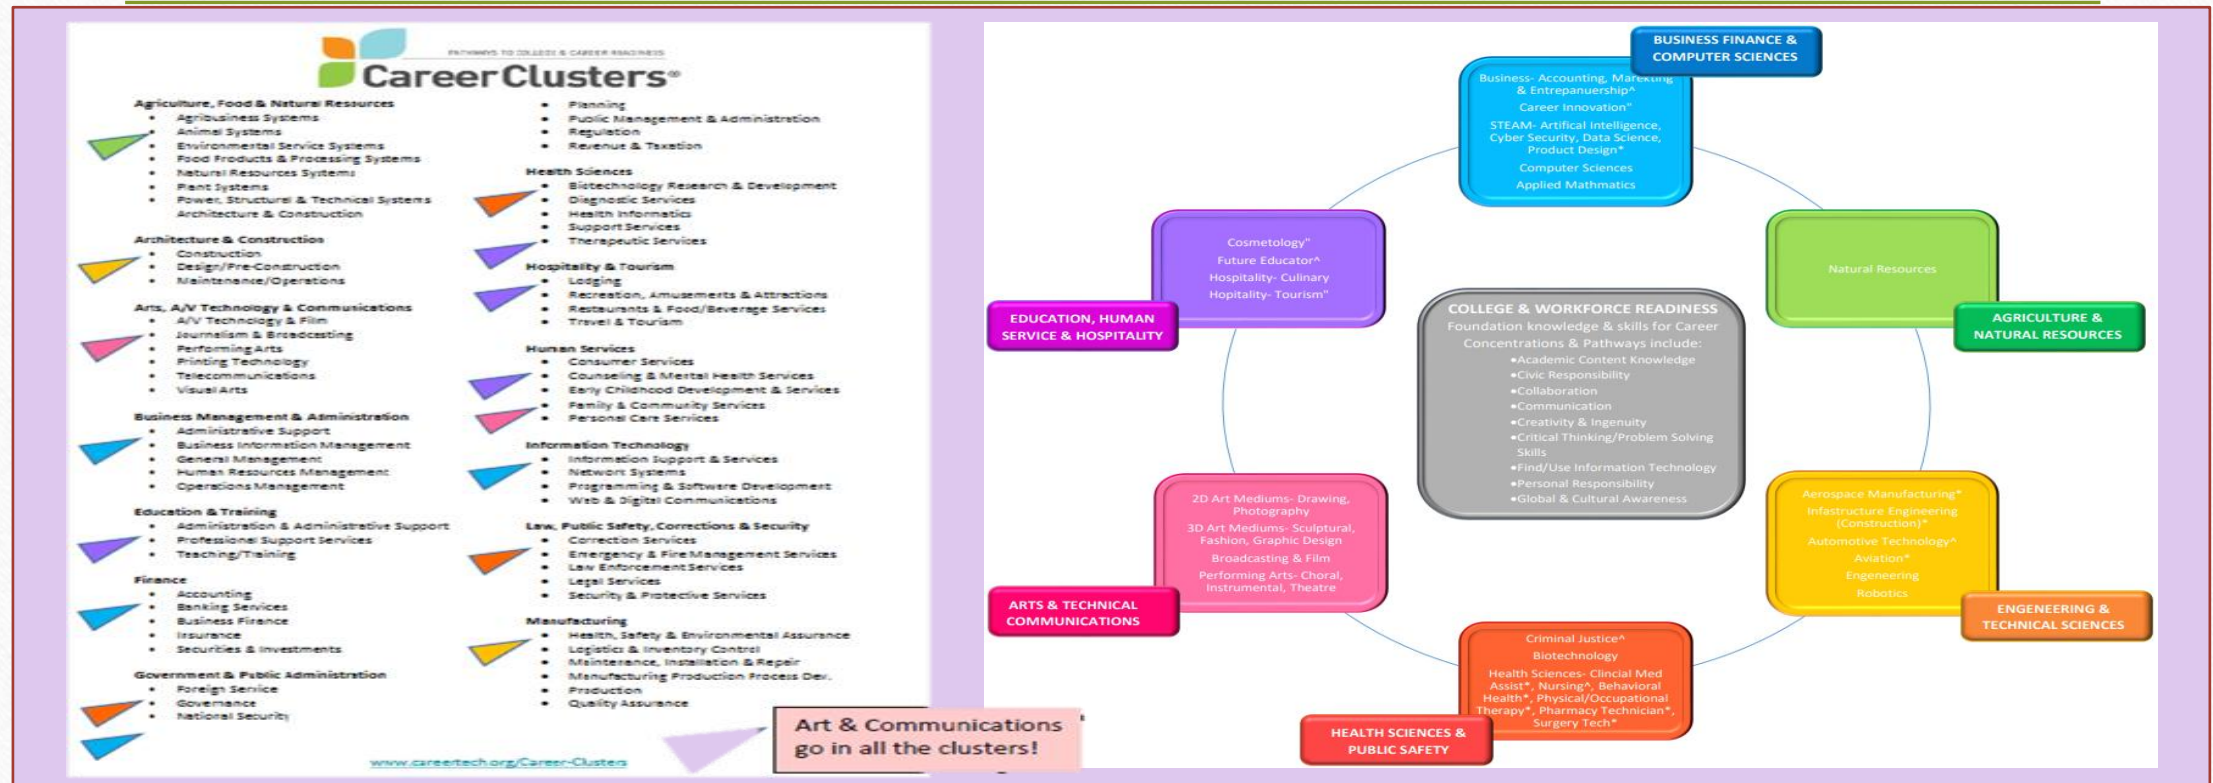 PATHWAYS TO COLLEGE & CAREER READINESS
CareerClusters®
Agriculture, Food & Natural Resources
• Agribusiness Systems
• Animal Systems
• Environmental Service Systems
• Food Products & Processing Systems
• Natural Resources Systems
• Plant Systems
• Power, Structural & Technical Systems
Architecture & Construction
Architecture & Construction
• Construction
• Design/Pre-Construction
• Maintenance/Operations
Arts, A/V Technology & Communications
• A/V Technology & Film
• Journalism & Broadcasting
• Performing Arts
• Printing Technology
• Telecommunications
• Visual Arts
Business Management & Administration
• Administrative Support
• Business Information Management
• General Management
• Human Resources Management
• Operations Management
Education & Training
• Administration & Administrative Support
• Professional Support Services
• Teaching/Training
Finance
• Accounting
• Banking Services
• Business Finance
• Insurance
• Securities & Investments
Government & Public Administration
• Foreign Service
• Governance
• National Security
• Planning
• Public Management & Administration
• Regulation
• Revenue & Taxation
Health Sciences
• Biotechnology Research & Development
• Diagnostic Services
• Health Informatics
• Support Services
• Therapeutic Services
Hospitality & Tourism
• Lodging
• Recreation, Amusements & Attractions
• Restaurants & Food/Beverage Services
• Travel & Tourism
Human Services
• Consumer Services
• Counseling & Mental Health Services
• Early Childhood Development & Services
• Family & Community Services
• Personal Care Services
Information Technology
• Information Support & Services
• Network Systems
• Programming & Software Development
• Web & Digital Communications
Law, Public Safety, Corrections & Security
• Correction Services
• Emergency & Fire Management Services
• Law Enforcement Services
• Legal Services
• Security & Protective Services
Manufacturing
• Health, Safety & Environmental Assurance
• Logistics & Inventory Control
• Maintenance, Installation & Repair
• Manufacturing Production Process Dev.
• Production
• Quality Assurance
www.careertech.org/Career-Clusters
Art & Communications
go in all the clusters!
BUSINESS FINANCE &
COMPUTER SCIENCES
Business- Accounting, Marekting
& Entrepanuership^
Career Innovation"
STEAM- Artifical Intelligence,
Cyber Security, Data Science,
Product Design*
Computer Sciences
Applied Mathmatics
Natural Resources
AGRICULTURE &
NATURAL RESOURCES
Aerospace Manufacturing*
Infastructure Engineering
(Construction)*
Automotive Technology^
Aviation*
Engeneering
Robotics
ENGENEERING &
TECHNICAL SCIENCES
Criminal Justice^
Biotechnology
Health Sciences- Clincial Med
Assist*, Nursing^, Behavioral
Health*, Physical/Occupational
Therapy*, Pharmacy Technician*,
Surgery Tech*
HEALTH SCIENCES &
PUBLIC SAFETY
2D Art Mediums- Drawing,
Photography
3D Art Mediums- Sculptural,
Fashion, Graphic Design
Broadcasting & Film
Performing Arts- Choral,
Instrumental, Theatre
ARTS & TECHNICAL
COMMUNICATIONS
Cosmetology"
Future Educator^
Hospitality- Culinary
Hopitality- Tourism"
EDUCATION, HUMAN
SERVICE & HOSPITALITY
COLLEGE & WORKFORCE READINESS
Foundation knowledge & skills for Career
Concentrations & Pathways include:
•Academic Content Knowledge
•Civic Responsibility
•Collaboration
•Communication
•Creativity & Ingenuity
•Critical Thinking/Problem Solving
Skills
•Find/Use Information Technology
•Personal Responsibility
•Global & Cultural Awareness